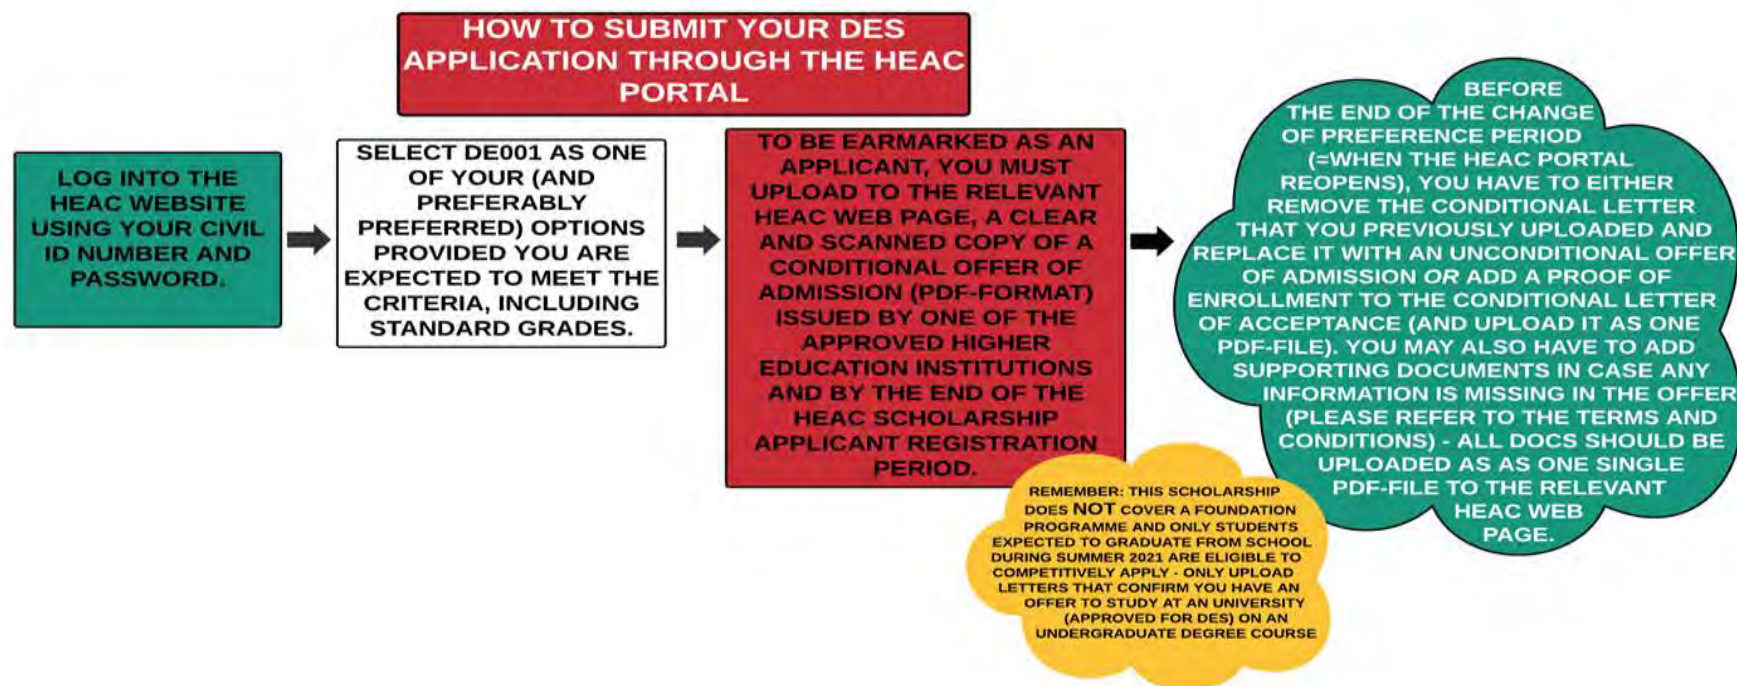 HOW TO SUBMIT YOUR DES
APPLICATION THROUGH THE HEAC
PORTAL
LOG INTO THE
HEAC WEBSITE
USING YOUR CIVIL
ID NUMBER AND
PASSWORD.
SELECT DE001 AS ONE
OF YOUR (AND
PREFERABLY
PREFERRED) OPTIONS
PROVIDED YOU ARE
EXPECTED TO MEET THE
CRITERIA, INCLUDING
STANDARD GRADES.
TO BE EARMARKED AS AN
APPLICANT, YOU MUST
UPLOAD TO THE RELEVANT
HEAC WEB PAGE, A CLEAR
AND SCANNED COPY OF A
CONDITIONAL OFFER OF
ADMISSION (PDF-FORMAT)
ISSUED BY ONE OF THE
APPROVED HIGHER
EDUCATION INSTITUTIONS
AND BY THE END OF THE
HEAC SCHOLARSHIP
APPLICANT REGISTRATION
PERIOD.
REMEMBER: THIS SCHOLARSHIP
DOES NOT COVER A FOUNDATION
PROGRAMME AND ONLY STUDENTS
EXPECTED TO GRADUATE FROM SCHOOL
DURING SUMMER 2021 ARE ELIGIBLE TO
COMPETITIVELY APPLY - ONLY UPLOAD
LETTERS THAT CONFIRM YOU HAVE AN
OFFER TO STUDY AT AN UNIVERSITY
(APPROVED FOR DES) ON AN
UNDERGRADUATE DEGREE COURSE
BEFORE
THE END OF THE CHANGE
OF PREFERENCE PERIOD
(=WHEN THE HEAC PORTAL
REOPENS), YOU HAVE TO EITHER
REMOVE THE CONDITIONAL LETTER
THAT YOU PREVIOUSLY UPLOADED AND
REPLACE IT WITH AN UNCONDITIONAL OFFER
OF ADMISSION OR ADD A PROOF OF
ENROLLMENT TO THE CONDITIONAL LETTER
OF ACCEPTANCE (AND UPLOAD IT AS ONE
PDF-FILE). YOU MAY ALSO HAVE TO ADD
SUPPORTING DOCUMENTS IN CASE ANY
INFORMATION IS MISSING IN THE OFFER
(PLEASE REFER TO THE TERMS AND
CONDITIONS) - ALL DOCS SHOULD BE
UPLOADED AS AS ONE SINGLE
PDF-FILE TO THE RELEVANT
HEAC WEB
PAGE.